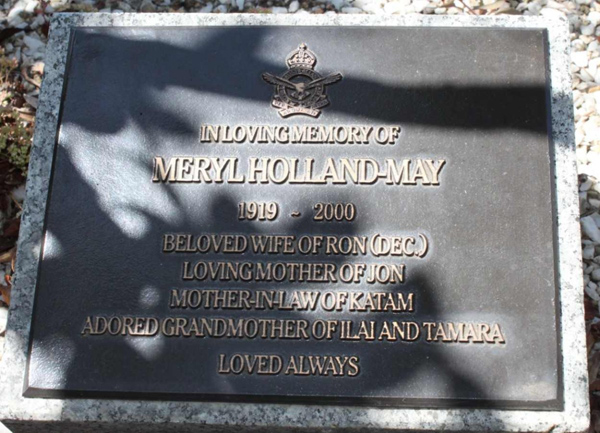 IN LOVING MEMORY OF
MERYL HOLLAND-MAY
1919 ~ 2000
BELOVED WIFE OF RON (DEC.)
LOVING MOTHER OF JON
MOTHER-IN-LAW OF KATAM
ADORED GRANDMOTHER OF ILAI AND TAMARA
LOVED ALWAYS